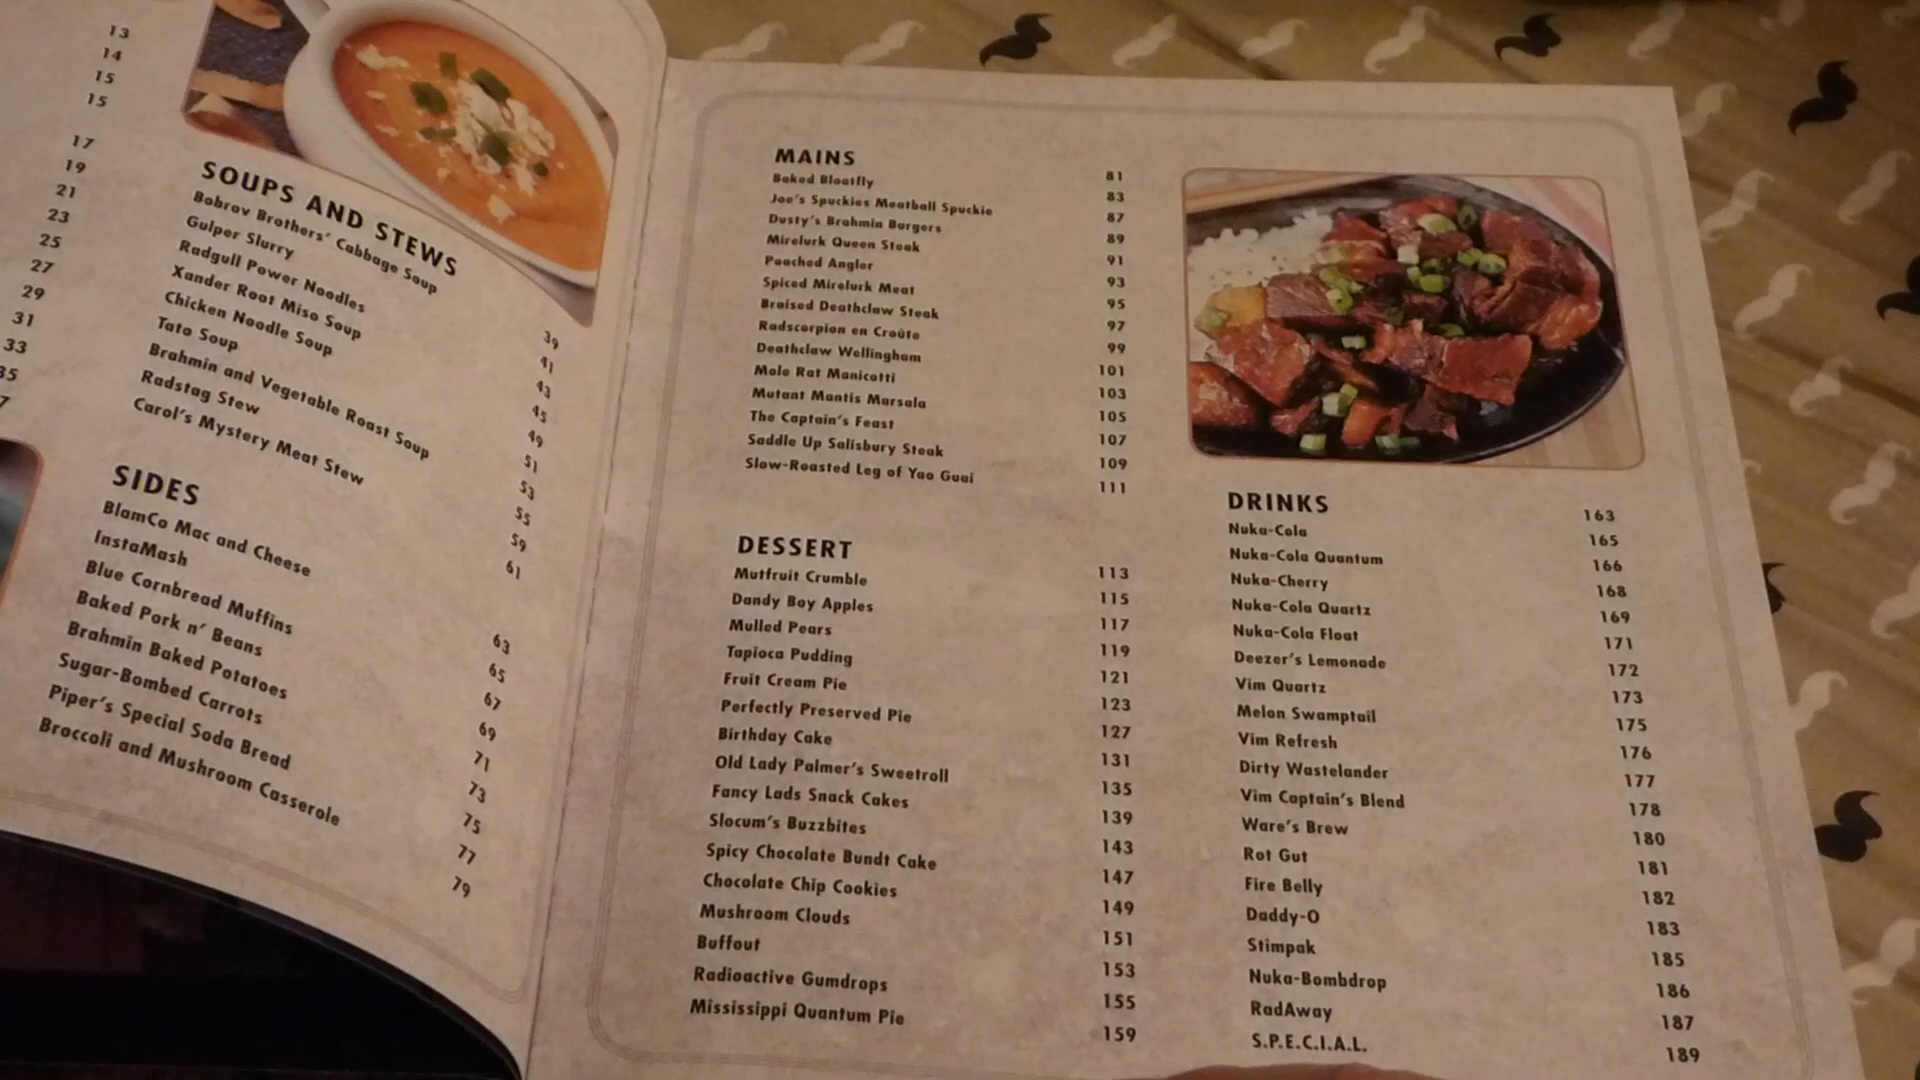 13
14
15
15
17
19
21
23
25
27
29
31
33
35
SOUPS AND STEWS 39
Bobrov Brothers' Cabbage Soup 41
Gulper Slurry 43
Radgull Power Noodles 45
Xander Root Miso Soup 49
Chicken Noodle Soup 51
Tato Soup 53
Brahmin and Vegetable Roast Soup 55
Radstag Stew 59
Carol's Mystery Meat Stew 61
SIDES 63
BlamCo Mac and Cheese 65
InstaMash 67
Blue Cornbread Muffins 69
Baked Pork n' Beans 71
Brahmin Baked Potatoes 73
Sugar-Bombed Carrots 75
Piper's Special Soda Bread 77
Broccoli and Mushroom Casserole 79
MAINS 81
Baked Bloatfly 83
Joe's Spuckies Meatball Spuckie 87
Dusty's Brahmin Burgers 89
Mirelurk Queen Steak 91
Poached Angler 93
Spiced Mirelurk Meat 95
Braised Deathclaw Steak 97
Radscorpion en Croûte 99
Deathclaw Wellingham 101
Mole Rat Manicotti 103
Mutant Mantis Marsala 105
The Captain's Feast 107
Saddle Up Salisbury Steak 109
Slow-Roasted Leg of Yao Guai 111
DESSERT 113
Mutfruit Crumble 115
Dandy Boy Apples 117
Mulled Pears 119
Tapioca Pudding 121
Fruit Cream Pie 123
Perfectly Preserved Pie 127
Birthday Cake 131
Old Lady Palmer's Sweetroll 135
Fancy Lads Snack Cakes 139
Slocum's Buzzbites 143
Spicy Chocolate Bundt Cake 147
Chocolate Chip Cookies 149
Mushroom Clouds 151
Buffout 153
Radioactive Gumdrops 155
Mississippi Quantum Pie 159
DRINKS 163
Nuka-Cola 165
Nuka-Cola Quantum 166
Nuka-Cherry 168
Nuka-Cola Quartz 169
Nuka-Cola Float 171
Deezer's Lemonade 172
Vim Quartz 173
Melon Swamptail 175
Vim Refresh 176
Dirty Wastelander 177
Vim Captain's Blend 178
Ware's Brew 180
Rot Gut 181
Fire Belly 182
Daddy-O 183
Stimpak 185
Nuka-Bombdrop 186
RadAway 187
S.P.E.C.I.A.L. 189